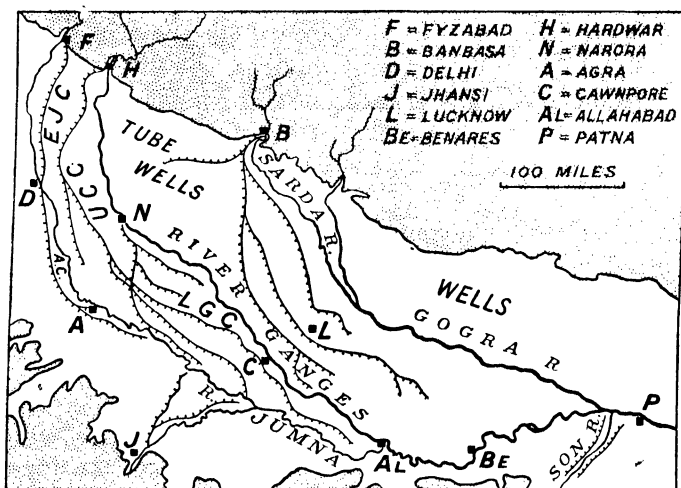 F = FYZABAD H = HARDWAR
B = BANBASA N = NARORA
D = DELHI A = AGRA
J = JHANSI C = CAWNPORE
L = LUCKNOW AL = ALLAHABAD
BE = BENARES P = PATNA
100 MILES
F
H
EJC
TUBE
WELLS
B
SARDAR R.
UCC
D
N
AC
RIVER GANGES
WELLS
GOGRA R
A
LGC
L
C
R.
JUMNA
J
AL
BE
SON R.
P